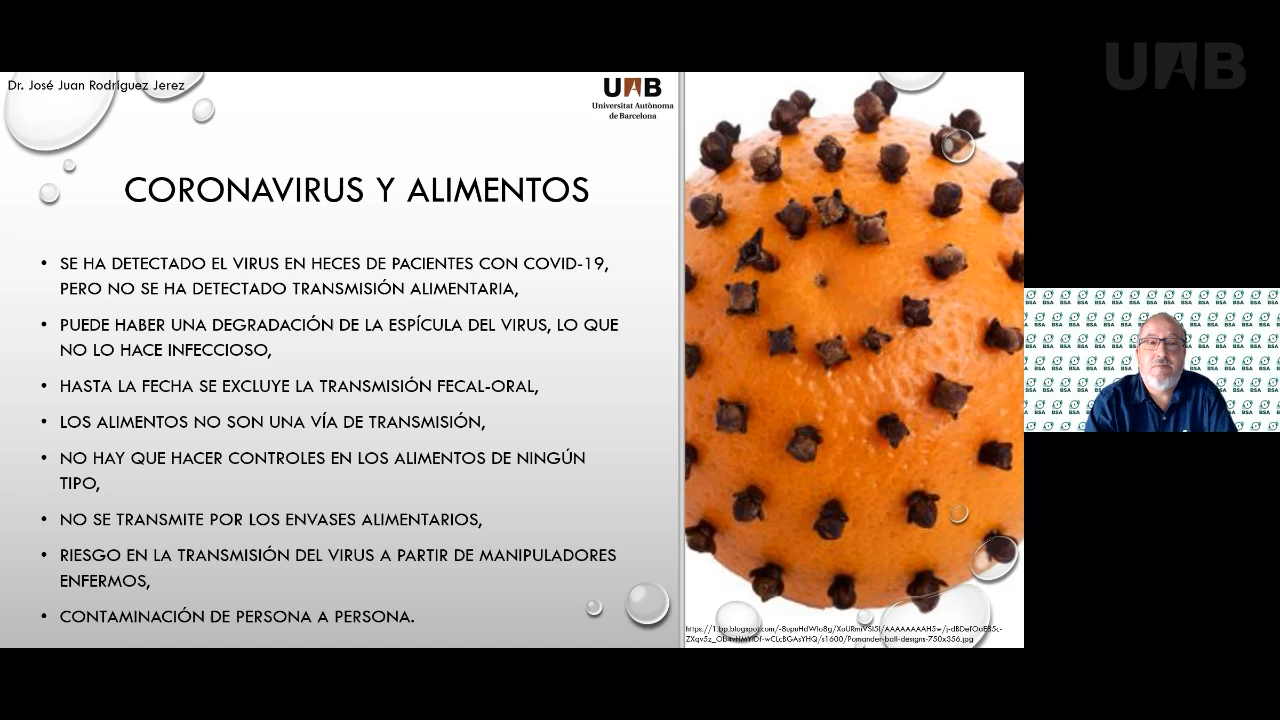 UAB
Dr. José Juan Rodríguez Jerez
UAB
Universitat Autònoma
de Barcelona
CORONAVIRUS Y ALIMENTOS
• SE HA DETECTADO EL VIRUS EN HECES DE PACIENTES CON COVID-19,
PERO NO SE HA DETECTADO TRANSMISIÓN ALIMENTARIA,
• PUEDE HABER UNA DEGRADACIÓN DE LA ESPÍCULA DEL VIRUS, LO QUE
NO LO HACE INFECCIOSO,
• HASTA LA FECHA SE EXCLUYE LA TRANSMISIÓN FECAL-ORAL,
• LOS ALIMENTOS NO SON UNA VÍA DE TRANSMISIÓN,
• NO HAY QUE HACER CONTROLES EN LOS ALIMENTOS DE NINGÚN
TIPO,
• NO SE TRANSMITE POR LOS ENVASES ALIMENTARIOS,
• RIESGO EN LA TRANSMISIÓN DEL VIRUS A PARTIR DE MANIPULADORES
ENFERMOS,
• CONTAMINACIÓN DE PERSONA A PERSONA.
BSA